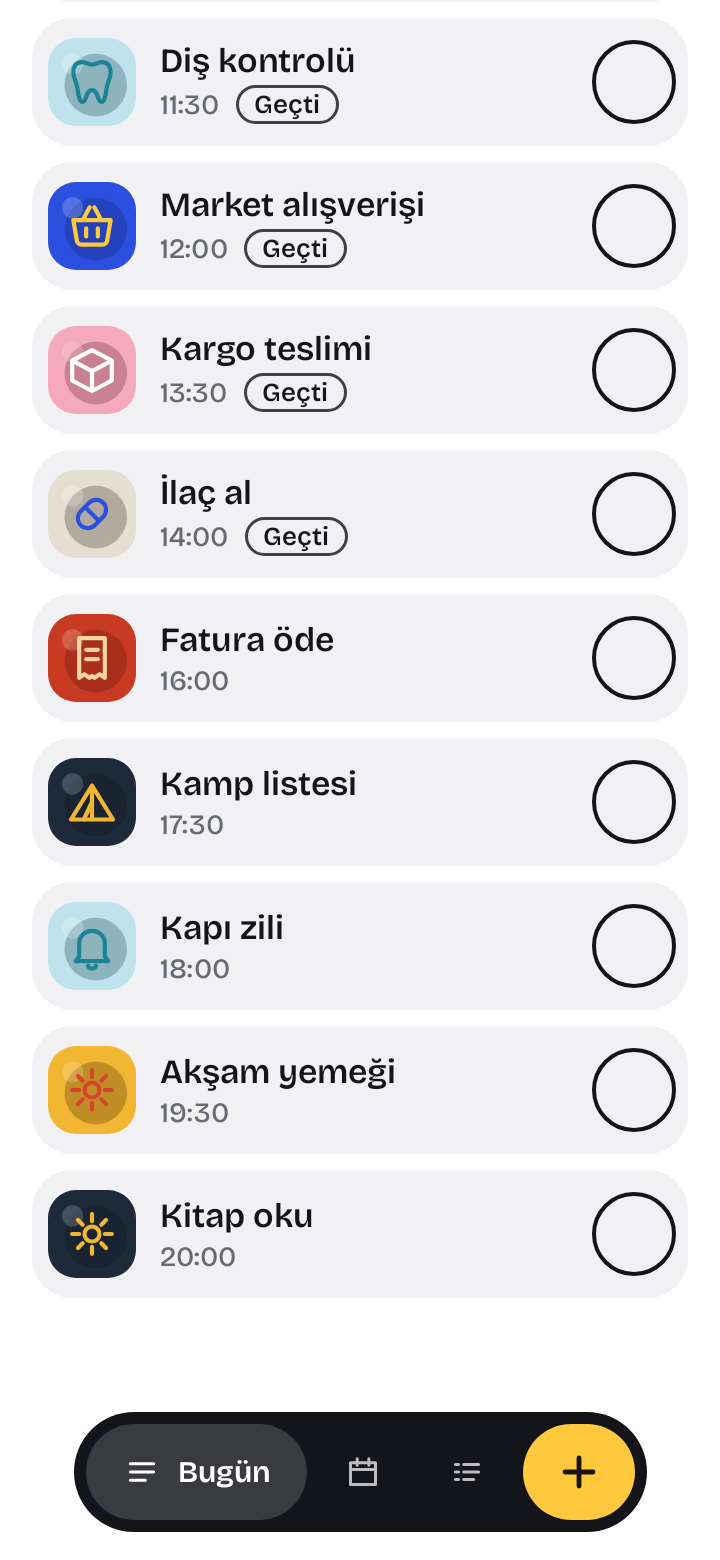 Diş kontrolü
11:30 Geçti
Market alışverişi
12:00 Geçti
Kargo teslimi
13:30 Geçti
İlaç al
14:00 Geçti
Fatura öde
16:00
Kamp listesi
17:30
Kapı zili
18:00
Akşam yemeği
19:30
Kitap oku
20:00
Bugün